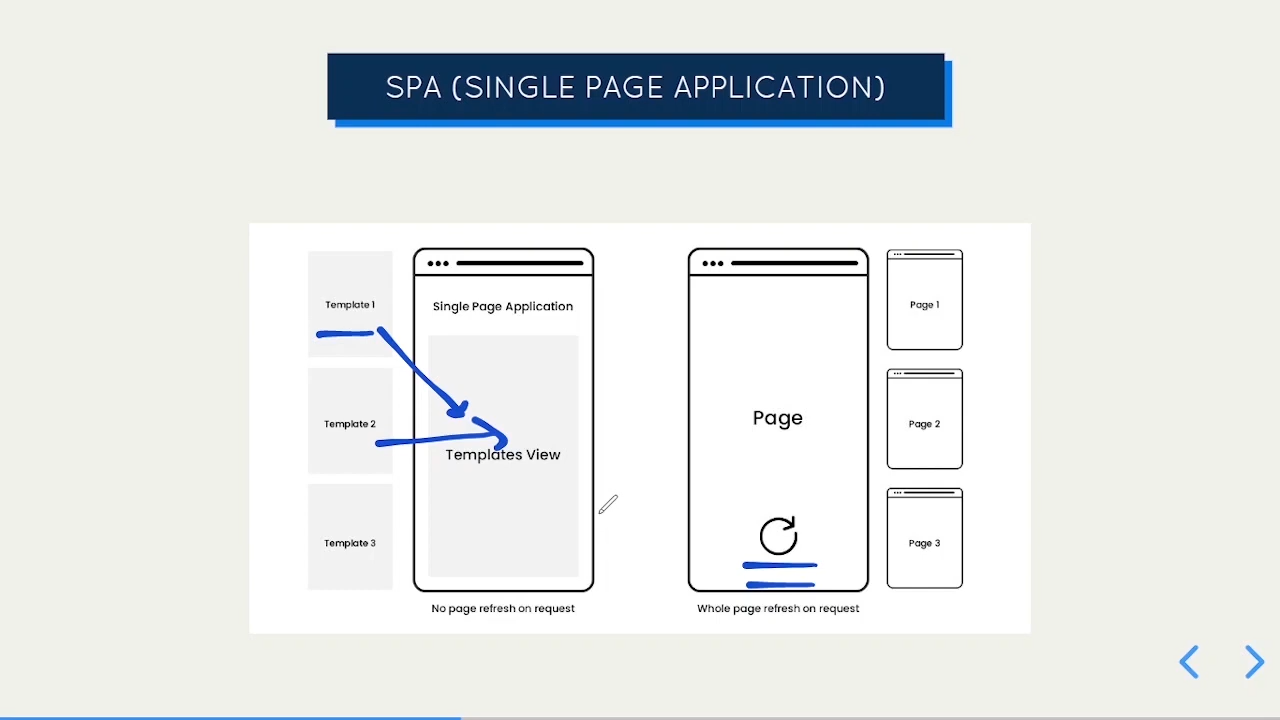 SPA (SINGLE PAGE APPLICATION)
Template 1
Template 2
Template 3
Single Page Application
Templates View
No page refresh on request
Page
Whole page refresh on request
Page 1
Page 2
Page 3